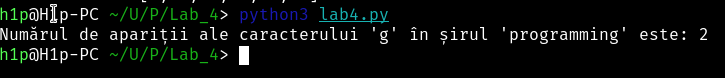 h1p@H1p-PC ~/U/P/Lab_4> python3 lab4.py
Numărul de apariții ale caracterului 'g' în șirul 'programming' este: 2
h1p@H1p-PC ~/U/P/Lab_4>